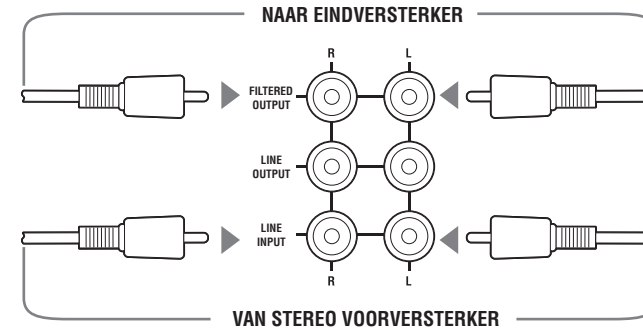 NAAR EINDVERSTERKER
R L
FILTERED
OUTPUT
LINE
OUTPUT
LINE
INPUT
R L
VAN STEREO VOORVERSTERKER